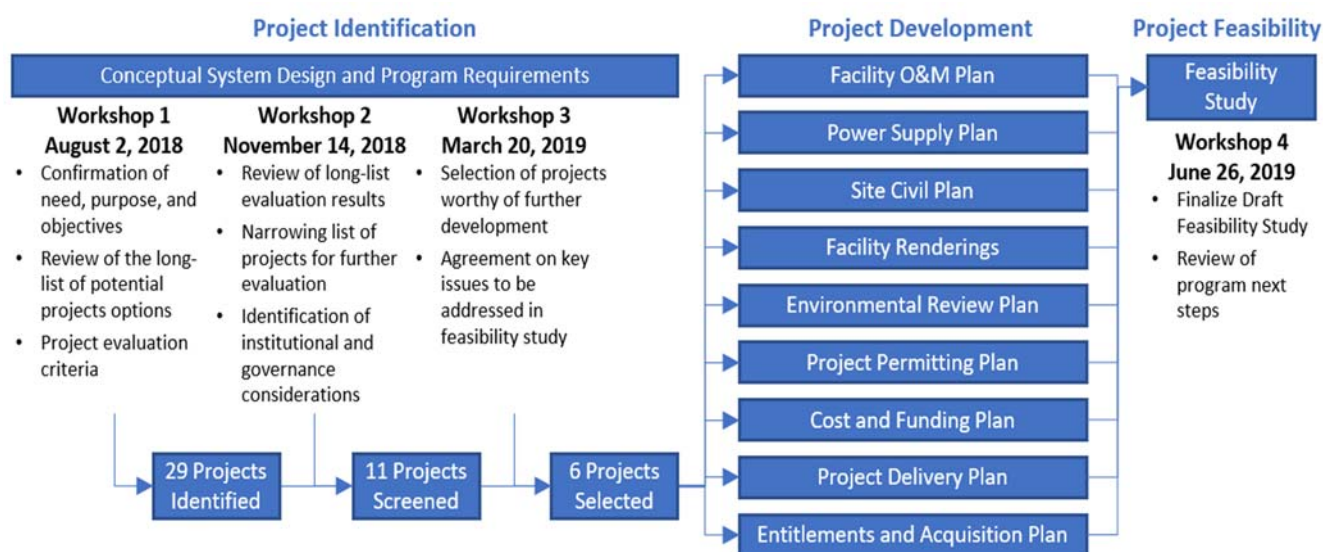 Project Identification
Conceptual System Design and Program Requirements
Workshop 1
August 2, 2018
• Confirmation of
need, purpose, and
objectives
• Review of the long-
list of potential
projects options
• Project evaluation
criteria
Workshop 2
November 14, 2018
• Review of long-list
evaluation results
• Narrowing list of
projects for further
evaluation
• Identification of
institutional and
governance
considerations
Workshop 3
March 20, 2019
• Selection of projects
worthy of further
development
• Agreement on key
issues to be
addressed in
feasibility study
29 Projects
Identified
11 Projects
Screened
6 Projects
Selected
Project Development
Facility O&M Plan
Power Supply Plan
Site Civil Plan
Facility Renderings
Environmental Review Plan
Project Permitting Plan
Cost and Funding Plan
Project Delivery Plan
Entitlements and Acquisition Plan
Project Feasibility
Feasibility
Study
Workshop 4
June 26, 2019
• Finalize Draft
Feasibility Study
• Review of
program next
steps